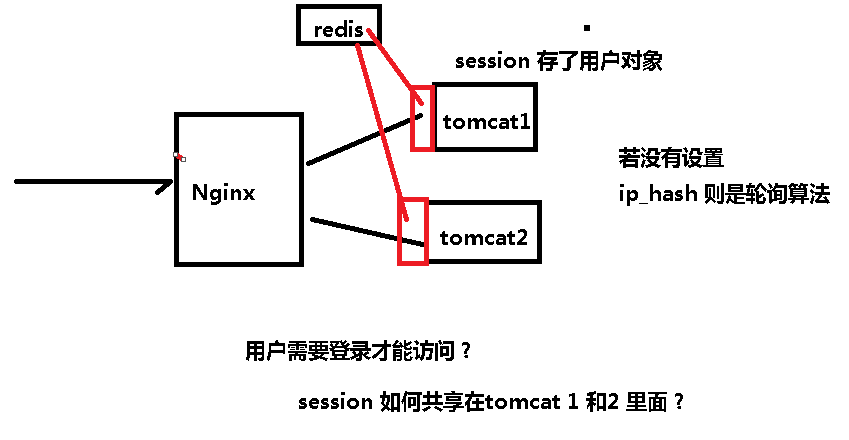 redis
session 存了用户对象
tomcat1
若没有设置
ip_hash 则是轮询算法
Nginx
tomcat2
用户需要登录才能访问？
session 如何共享在tomcat 1 和2 里面？